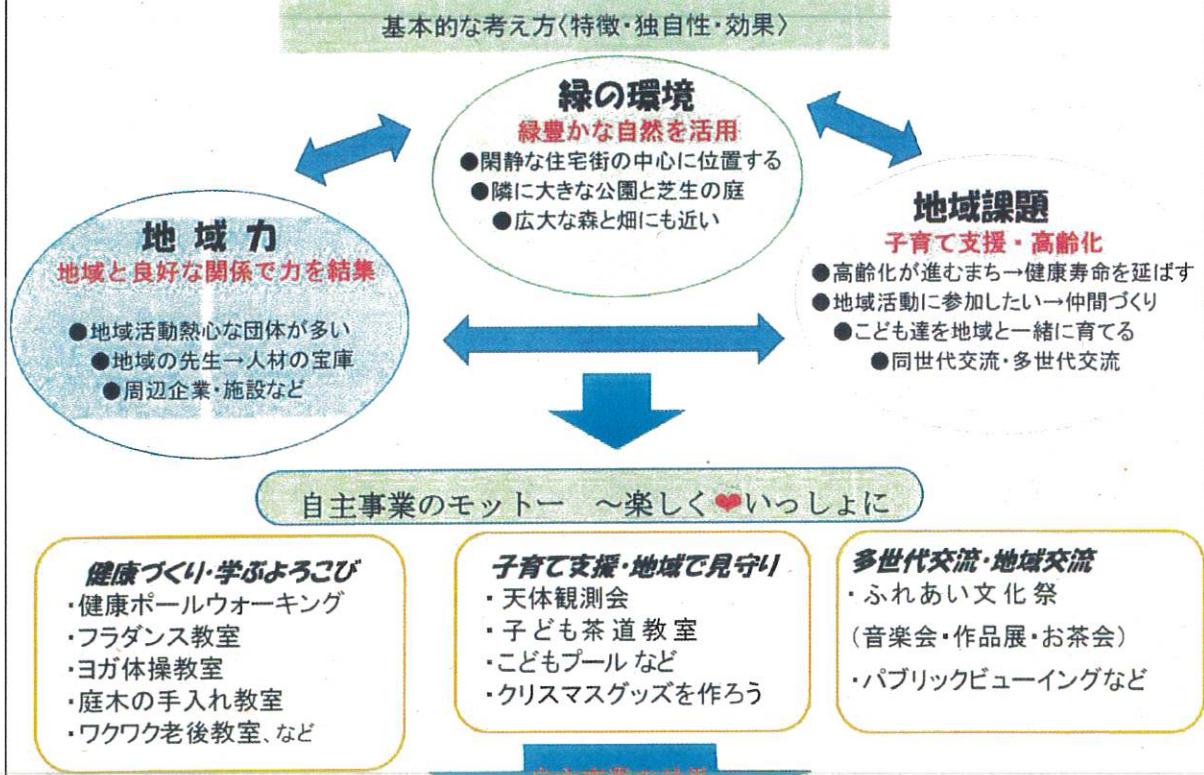 基本的な考え方〈特徴・独自性・効果〉
緑の環境
緑豊かな自然を活用
●閑静な住宅街の中心に位置する
●隣に大きな公園と芝生の庭
●広大な森と畑にも近い
地域力
地域と良好な関係で力を結集
●地域活動熱心な団体が多い
●地域の先生→人材の宝庫
●周辺企業・施設など
地域課題
子育て支援・高齢化
●高齢化が進むまち→健康寿命を延ばす
●地域活動に参加したい→仲間づくり
●こども達を地域と一緒に育てる
●同世代交流・多世代交流
自主事業のモットー ～楽しく❤いっしょに
健康づくり・学ぶよろこび
・健康ポールウォーキング
・フラダンス教室
・ヨガ体操教室
・庭木の手入れ教室
・ワクワク老後教室、など
子育て支援・地域で見守り
・天体観測会
・子ども茶道教室
・こどもプール など
・クリスマスグッズを作ろう
多世代交流・地域交流
・ふれあい文化祭
（音楽会・作品展・お茶会）
・パブリックビューイングなど